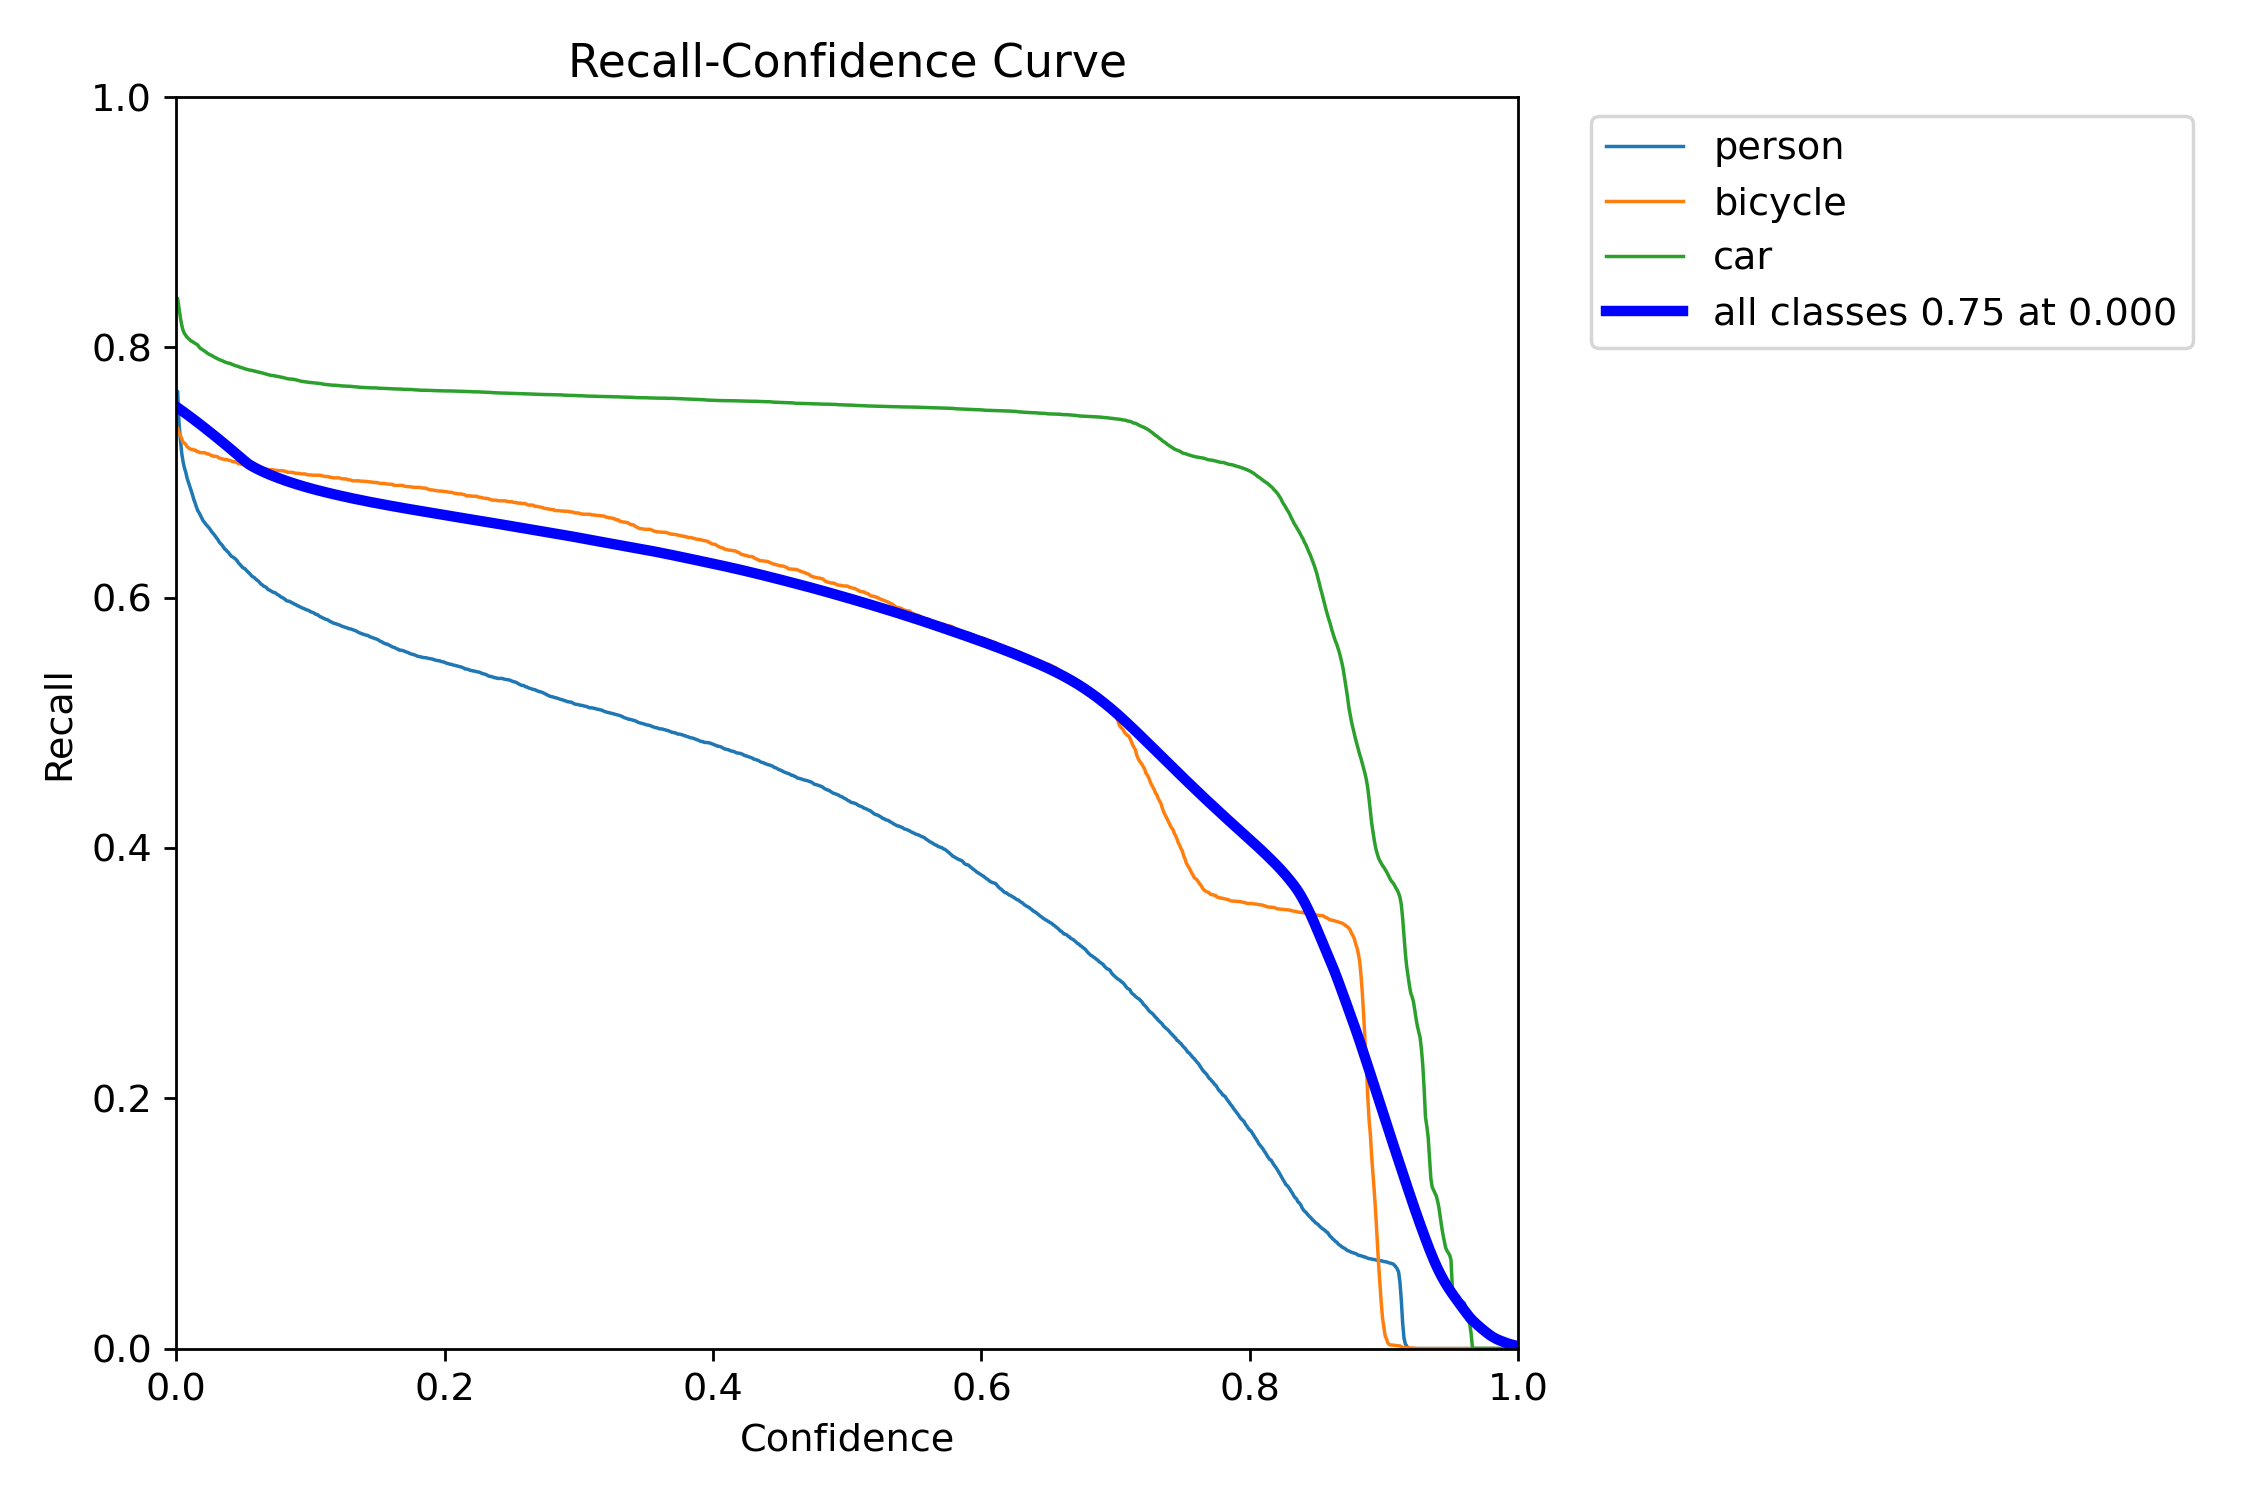 Recall-Confidence Curve
1.0
0.8
0.6
0.4
0.2
0.0
Recall
0.0 0.2 0.4 0.6 0.8 1.0
Confidence
person
bicycle
car
all classes 0.75 at 0.000